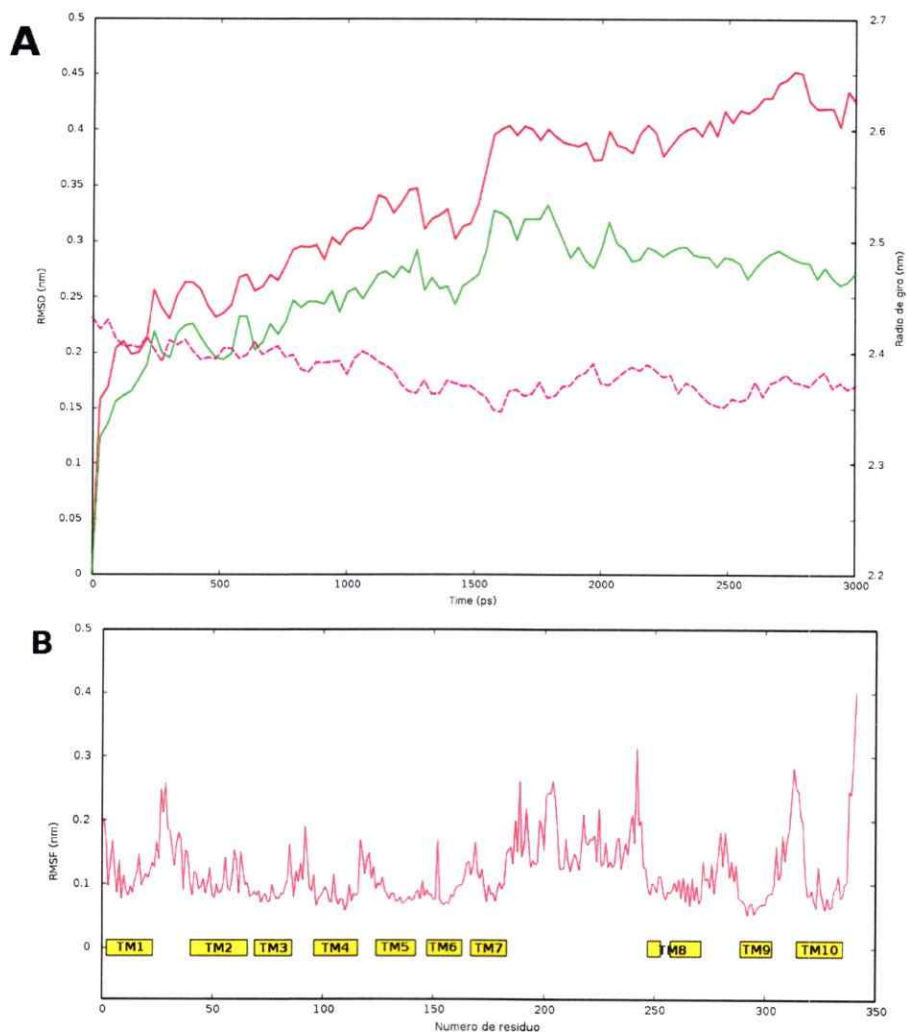 A
0.5
0.45
0.4
0.35
0.3
0.25
0.2
0.15
0.1
0.05
0
RMSD (nm)
2.7
2.6
2.5
2.4
2.3
2.2
Radio de giro (nm)
0 500 1000 1500 2000 2500 3000
Time (ps)
B
0.5
0.4
0.3
0.2
0.1
0
RMSF (nm)
TM1 TM2 TM3 TM4 TM5 TM6 TM7 TM8 TM9 TM10
0 50 100 150 200 250 300 350
Numero de residuo